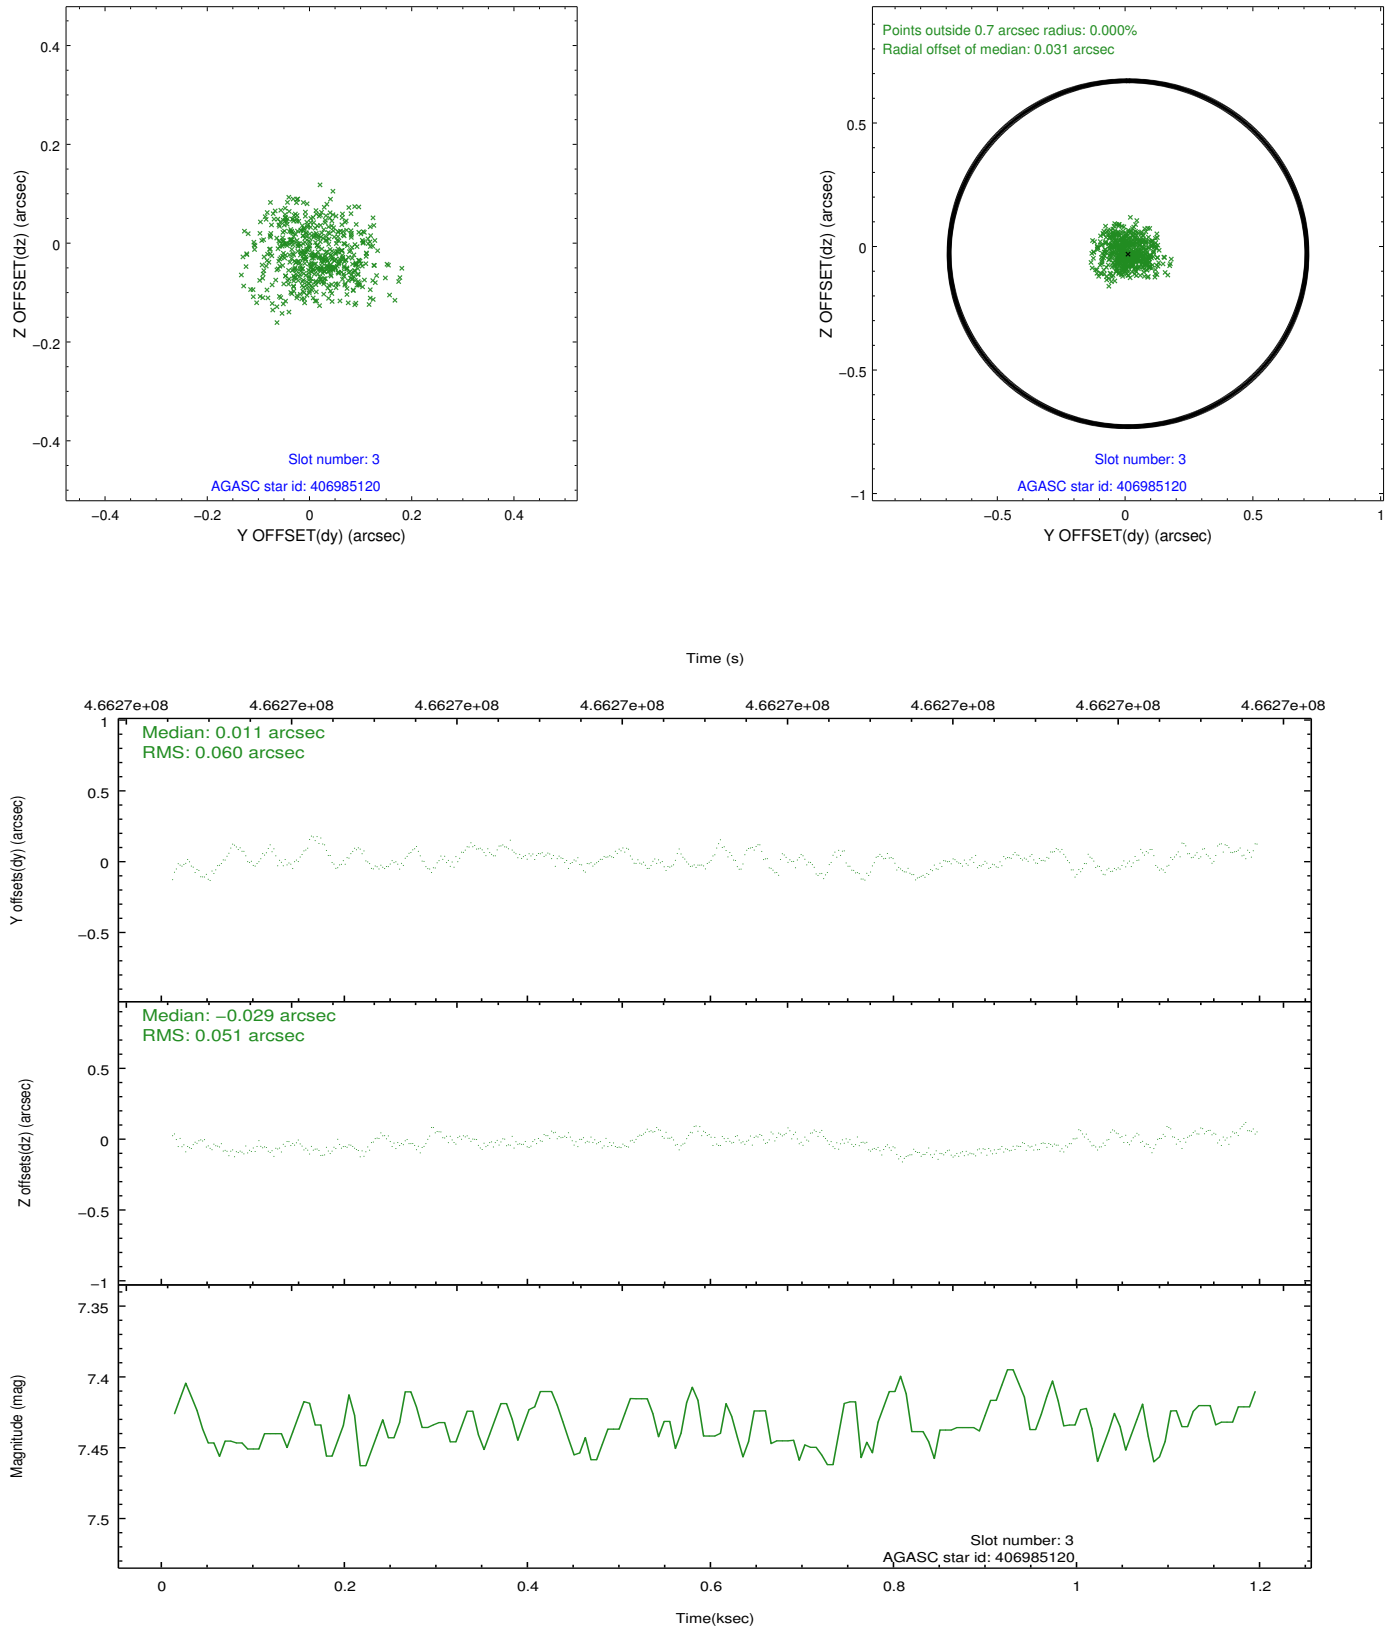 0.4
0.2
0
−0.2
−0.4
Z OFFSET(dz) (arcsec)
Slot number: 3
AGASC star id: 406985120
−0.4 −0.2 0 0.2 0.4
Y OFFSET(dy) (arcsec)
Points outside 0.7 arcsec radius: 0.000%
Radial offset of median: 0.031 arcsec
0.5
0
−0.5
−1
Z OFFSET(dz) (arcsec)
Slot number: 3
AGASC star id: 406985120
−0.5 0 0.5 1
Y OFFSET(dy) (arcsec)
Time (s)
4.6627e+08 4.6627e+08 4.6627e+08 4.6627e+08 4.6627e+08 4.6627e+08 4.6627e+08 4.6627e+08
Median: 0.011 arcsec
RMS: 0.060 arcsec
1
0.5
0
−0.5
Y offsets(dy) (arcsec)
Median: −0.029 arcsec
RMS: 0.051 arcsec
0.5
0
−0.5
−1
Z offsets(dz) (arcsec)
7.35
7.4
7.45
7.5
Magnitude (mag)
Slot number: 3
AGASC star id: 406985120
0 0.2 0.4 0.6 0.8 1 1.2
Time(ksec)